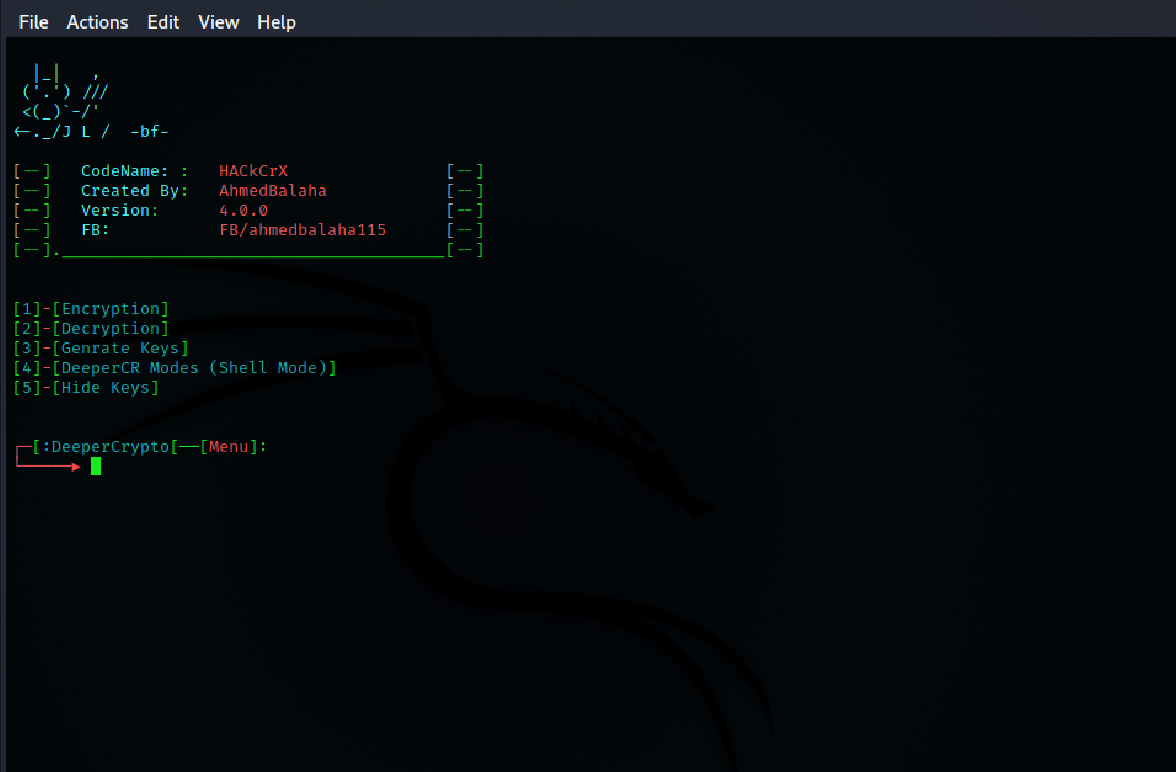 File Actions Edit View Help
|_| ,
('.') ///
<(_)`-/'
<-._/J L / -bf-
[--] CodeName: : HACkCrX [--]
[--] Created By: AhmedBalaha [--]
[--] Version: 4.0.0 [--]
[--] FB: FB/ahmedbalaha115 [--]
[--].______________________________________[--]
[1]-[Encryption]
[2]-[Decryption]
[3]-[Genrate Keys]
[4]-[DeeperCR Modes (Shell Mode)]
[5]-[Hide Keys]
┌─[:DeeperCrypto[──[Menu]:
└─────►